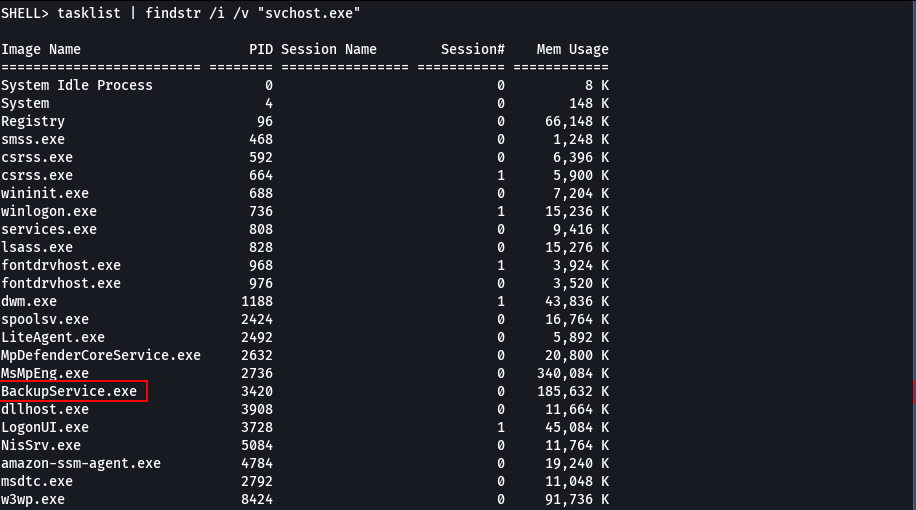 SHELL> tasklist | findstr /i /v "svchost.exe"
Image Name                     PID Session Name        Session#    Mem Usage
========================= ======== ================ =========== ============
System Idle Process              0                            0          8 K
System                           4                            0        148 K
Registry                        96                            0     66,148 K
smss.exe                       468                            0      1,248 K
csrss.exe                      592                            0      6,396 K
csrss.exe                      664                            1      5,900 K
wininit.exe                    688                            0      7,204 K
winlogon.exe                   736                            1     15,236 K
services.exe                   808                            0      9,416 K
lsass.exe                      828                            0     15,276 K
fontdrvhost.exe                968                            1      3,924 K
fontdrvhost.exe                976                            0      3,520 K
dwm.exe                       1188                            1     43,836 K
spoolsv.exe                   2424                            0     16,764 K
LiteAgent.exe                 2492                            0      5,892 K
MpDefenderCoreService.exe     2632                            0     20,800 K
MsMpEng.exe                   2736                            0    340,084 K
BackupService.exe             3420                            0    185,632 K
dllhost.exe                   3908                            0     11,664 K
LogonUI.exe                   3728                            1     45,084 K
NisSrv.exe                    5084                            0     11,764 K
amazon-ssm-agent.exe          4784                            0     19,240 K
msdtc.exe                     2792                            0     11,048 K
w3wp.exe                      8424                            0     91,736 K